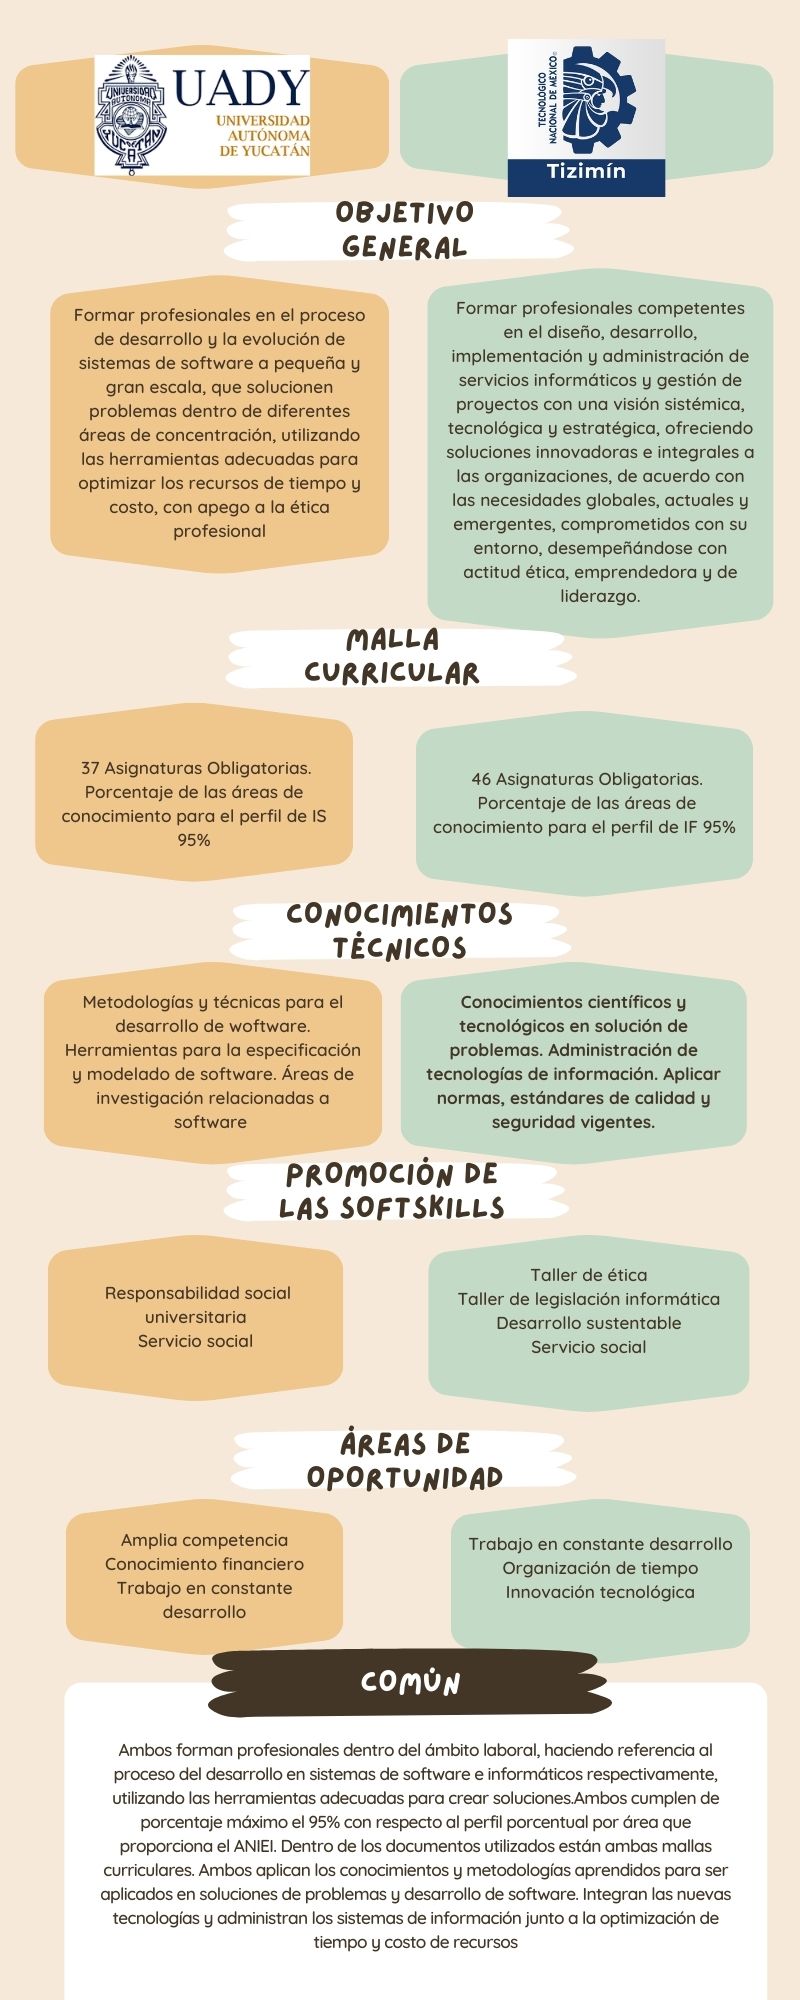 UNIVERSIDAD
AUTÓNOMA
YUCATÁN
UADY
UNIVERSIDAD
AUTÓNOMA
DE YUCATÁN
TECNOLÓGICO
NACIONAL DE MÉXICO
Tizimín
OBJETIVO
GENERAL
Formar profesionales en el proceso
de desarrollo y la evolución de
sistemas de software a pequeña y
gran escala, que solucionen
problemas dentro de diferentes
áreas de concentración, utilizando
las herramientas adecuadas para
optimizar los recursos de tiempo y
costo, con apego a la ética
profesional
Formar profesionales competentes
en el diseño, desarrollo,
implementación y administración de
servicios informáticos y gestión de
proyectos con una visión sistémica,
tecnológica y estratégica, ofreciendo
soluciones innovadoras e integrales a
las organizaciones, de acuerdo con
las necesidades globales, actuales y
emergentes, comprometidos con su
entorno, desempeñándose con
actitud ética, emprendedora y de
liderazgo.
MALLA
CURRICULAR
37 Asignaturas Obligatorias.
Porcentaje de las áreas de
conocimiento para el perfil de IS
95%
46 Asignaturas Obligatorias.
Porcentaje de las áreas de
conocimiento para el perfil de IF 95%
CONOCIMIENTOS
TÉCNICOS
Metodologías y técnicas para el
desarrollo de woftware.
Herramientas para la especificación
y modelado de software. Áreas de
investigación relacionadas a
software
Conocimientos científicos y
tecnológicos en solución de
problemas. Administración de
tecnologías de información. Aplicar
normas, estándares de calidad y
seguridad vigentes.
PROMOCIÓN DE
LAS SOFTSKILLS
Responsabilidad social
universitaria
Servicio social
Taller de ética
Taller de legislación informática
Desarrollo sustentable
Servicio social
ÁREAS DE
OPORTUNIDAD
Amplia competencia
Conocimiento financiero
Trabajo en constante
desarrollo
Trabajo en constante desarrollo
Organización de tiempo
Innovación tecnológica
COMÚN
Ambos forman profesionales dentro del ámbito laboral, haciendo referencia al
proceso del desarrollo en sistemas de software e informáticos respectivamente,
utilizando las herramientas adecuadas para crear soluciones.Ambos cumplen de
porcentaje máximo el 95% con respecto al perfil porcentual por área que
proporciona el ANIEI. Dentro de los documentos utilizados están ambas mallas
curriculares. Ambos aplican los conocimientos y metodologías aprendidos para ser
aplicados en soluciones de problemas y desarrollo de software. Integran las nuevas
tecnologías y administran los sistemas de información junto a la optimización de
tiempo y costo de recursos